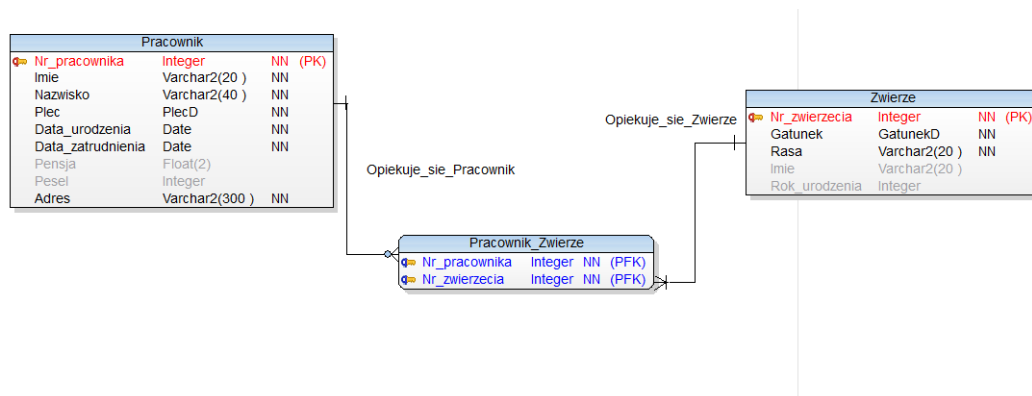 Pracownik
Nr_pracownika Integer NN (PK)
Imie Varchar2(20 ) NN
Nazwisko Varchar2(40 ) NN
Plec PlecD NN
Data_urodzenia Date NN
Data_zatrudnienia Date NN
Pensja Float(2)
Pesel Integer
Adres Varchar2(300 ) NN
Opiekuje_sie_Pracownik
Opiekuje_sie_Zwierze
Zwierze
Nr_zwierzecia Integer NN (PK)
Gatunek GatunekD NN
Rasa Varchar2(20 ) NN
Imie Varchar2(20 )
Rok_urodzenia Integer
Pracownik_Zwierze
Nr_pracownika Integer NN (PFK)
Nr_zwierzecia Integer NN (PFK)